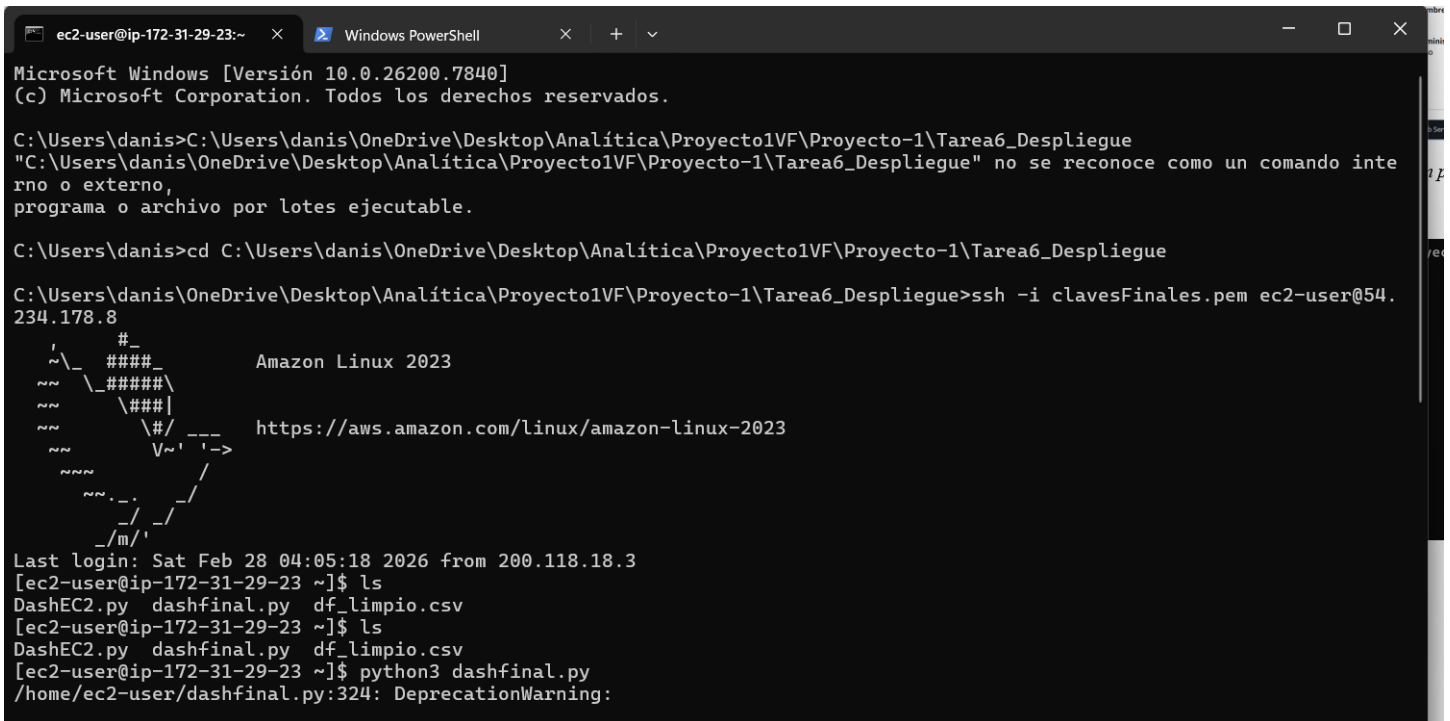 ec2-user@ip-172-31-29-23:~ Windows PowerShell
Microsoft Windows [Versión 10.0.26200.7840]
(c) Microsoft Corporation. Todos los derechos reservados.
C:\Users\danis>C:\Users\danis\OneDrive\Desktop\Analítica\Proyecto1VF\Proyecto-1\Tarea6_Despliegue
"C:\Users\danis\OneDrive\Desktop\Analítica\Proyecto1VF\Proyecto-1\Tarea6_Despliegue" no se reconoce como un comando inte
rno o externo,
programa o archivo por lotes ejecutable.
C:\Users\danis>cd C:\Users\danis\OneDrive\Desktop\Analítica\Proyecto1VF\Proyecto-1\Tarea6_Despliegue
C:\Users\danis\OneDrive\Desktop\Analítica\Proyecto1VF\Proyecto-1\Tarea6_Despliegue>ssh -i clavesFinales.pem ec2-user@54.
234.178.8
   ,     #_
   ~\_  ####_        Amazon Linux 2023
  ~~  \_#####\
  ~~     \###|
  ~~       \#/ ___   https://aws.amazon.com/linux/amazon-linux-2023
   ~~       V~' '->
    ~~~         /
      ~~._.   _/
         _/ _/
       _/m/'
Last login: Sat Feb 28 04:05:18 2026 from 200.118.18.3
[ec2-user@ip-172-31-29-23 ~]$ ls
DashEC2.py  dashfinal.py  df_limpio.csv
[ec2-user@ip-172-31-29-23 ~]$ ls
DashEC2.py  dashfinal.py  df_limpio.csv
[ec2-user@ip-172-31-29-23 ~]$ python3 dashfinal.py
/home/ec2-user/dashfinal.py:324: DeprecationWarning: